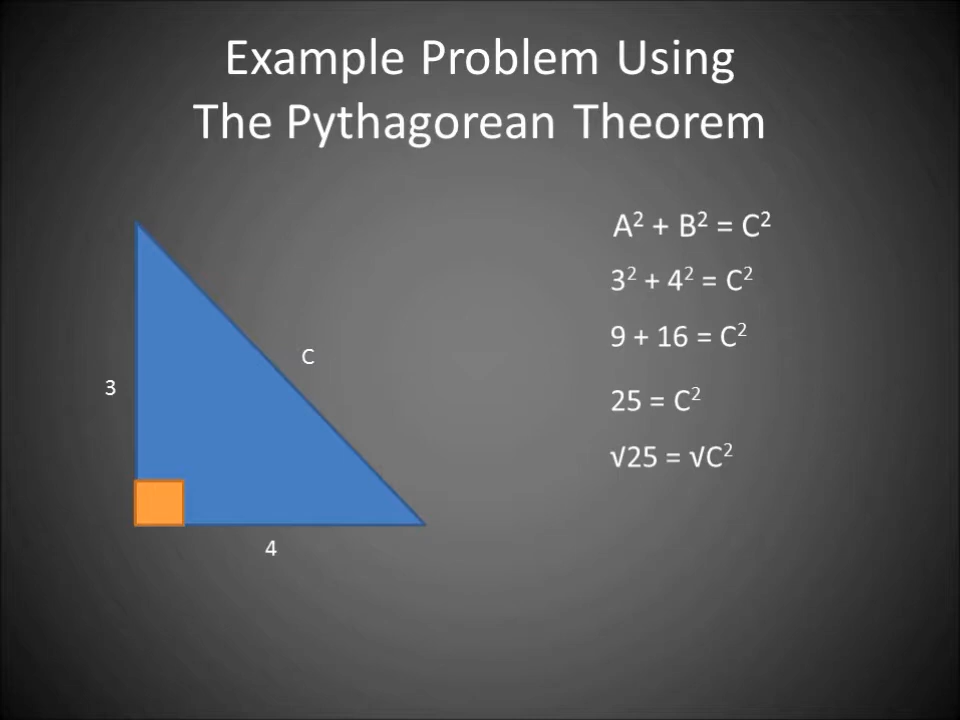 Example Problem Using
The Pythagorean Theorem
A² + B² = C²
3² + 4² = C²
9 + 16 = C²
25 = C²
√25 = √C²
C
3
4